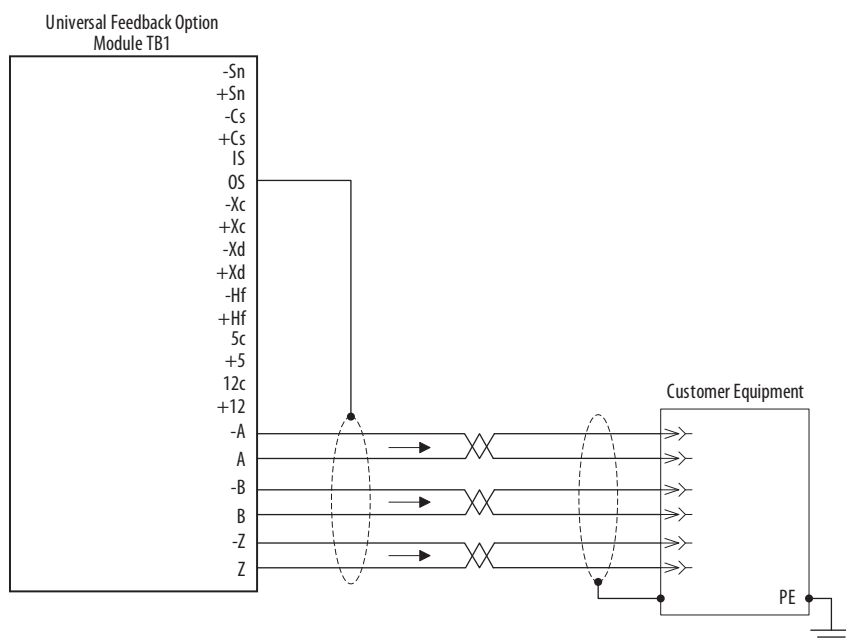 Universal Feedback Option
Module TB1
-Sn
+Sn
-Cs
+Cs
IS
OS
-Xc
+Xc
-Xd
+Xd
-Hf
+Hf
5c
+5
12c
+12
-A
A
-B
B
-Z
Z
Customer Equipment
PE